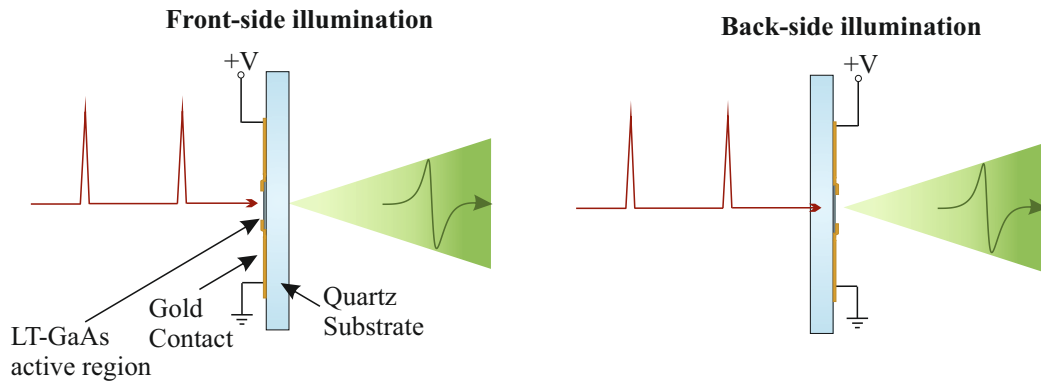 Front-side illumination
Back-side illumination
+V
+V
Gold
Contact
Quartz
Substrate
LT-GaAs
active region